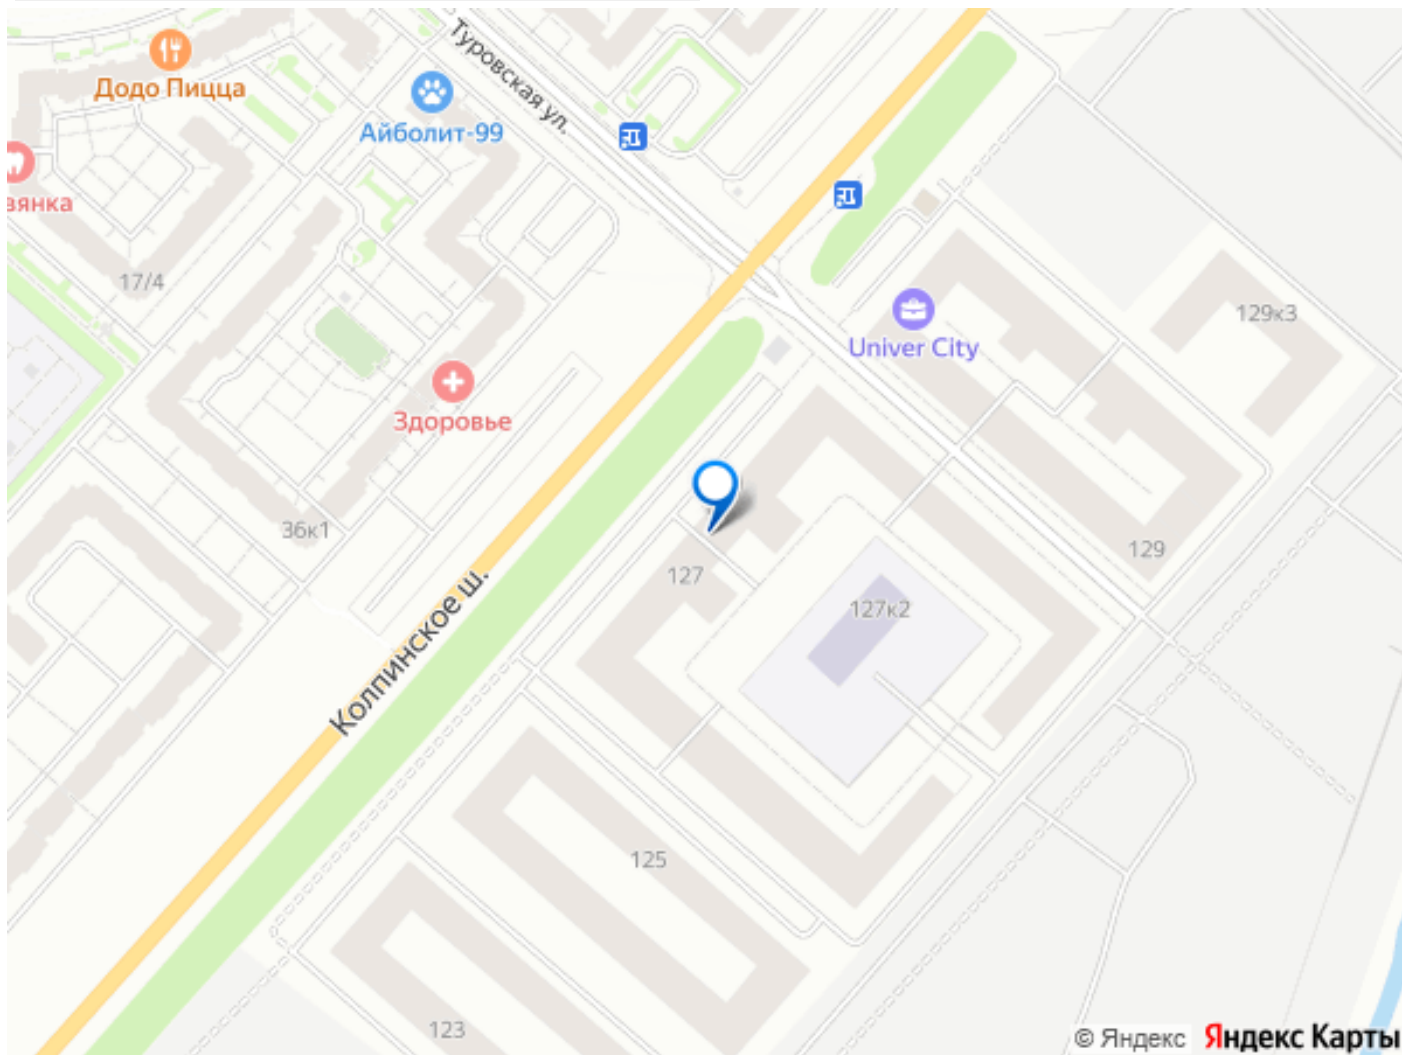 Туровская ул.
Додо Пицца
Айболит-99
вянка
17/4
129к3
Univer City
Здоровье
36к1
129
127
127к2
Колпинское ш.
125
123
© Яндекс Яндекс Карты